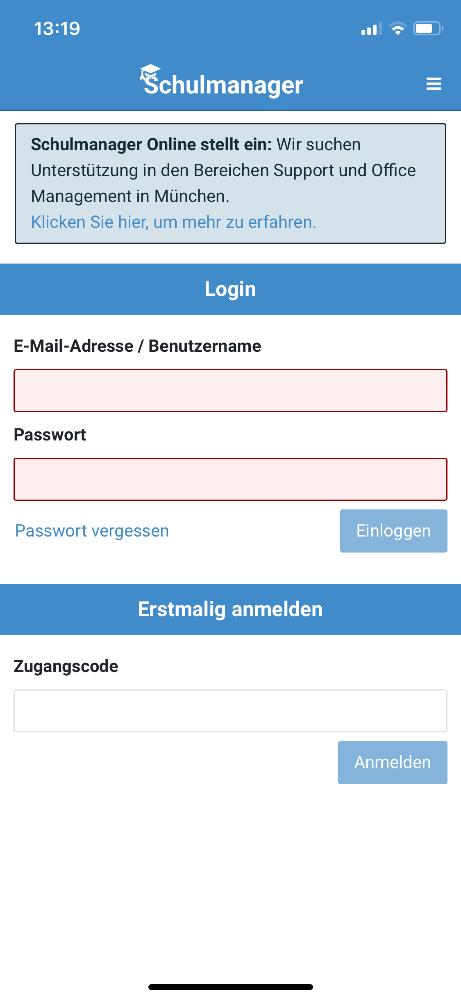 13:19
Schulmanager
Schulmanager Online stellt ein: Wir suchen
Unterstützung in den Bereichen Support und Office
Management in München.
Klicken Sie hier, um mehr zu erfahren.
Login
E-Mail-Adresse / Benutzername
Passwort
Passwort vergessen
Einloggen
Erstmalig anmelden
Zugangscode
Anmelden